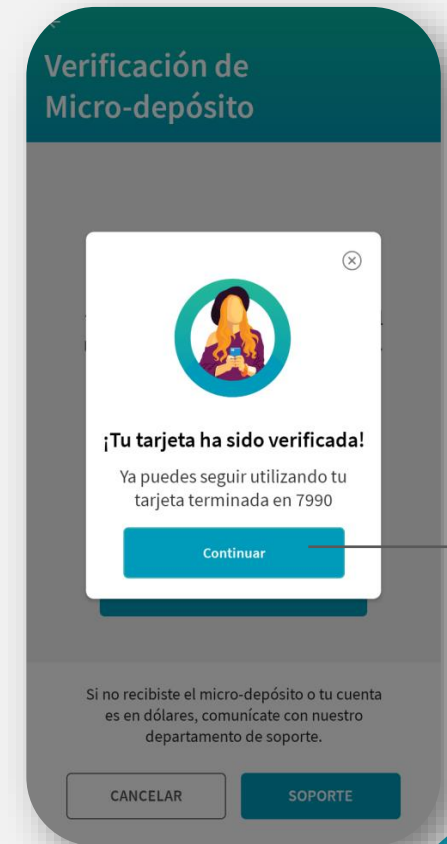 Verificación de
Micro-depósito
¡Tu tarjeta ha sido verificada!
Ya puedes seguir utilizando tu
tarjeta terminada en 7990
Continuar
Si no recibiste el micro-depósito o tu cuenta
es en dólares, comunícate con nuestro
departamento de soporte.
CANCELAR
SOPORTE